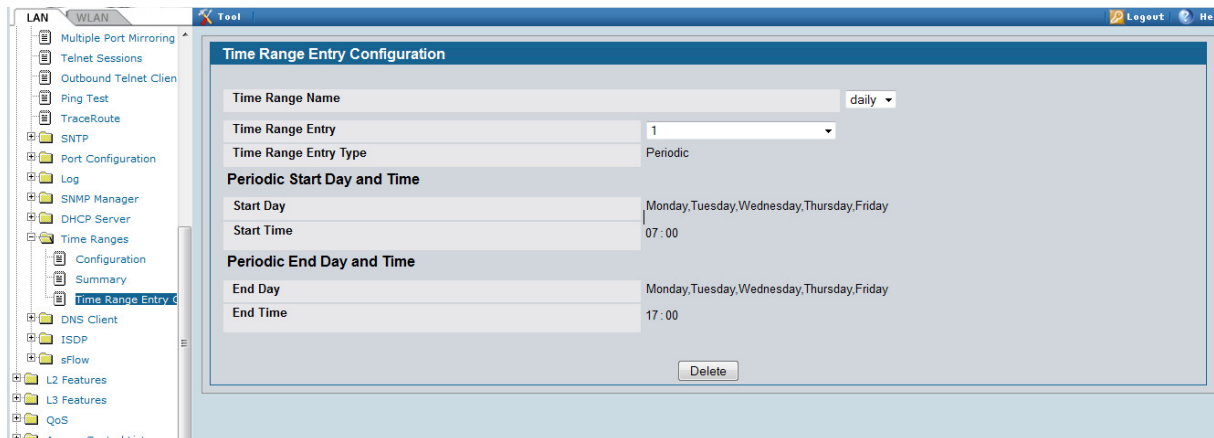 LAN
WLAN
Tool
Logout
He
Multiple Port Mirroring
Telnet Sessions
Outbound Telnet Clien
Ping Test
TraceRoute
SNTP
Port Configuration
Log
SNMP Manager
DHCP Server
Time Ranges
Configuration
Summary
Time Range Entry C
DNS Client
ISDP
sFlow
L2 Features
L3 Features
QoS
Time Range Entry Configuration
Time Range Name
daily
Time Range Entry
1
Time Range Entry Type
Periodic
Periodic Start Day and Time
Start Day
Monday,Tuesday,Wednesday,Thursday,Friday
Start Time
07:00
Periodic End Day and Time
End Day
Monday,Tuesday,Wednesday,Thursday,Friday
End Time
17:00
Delete